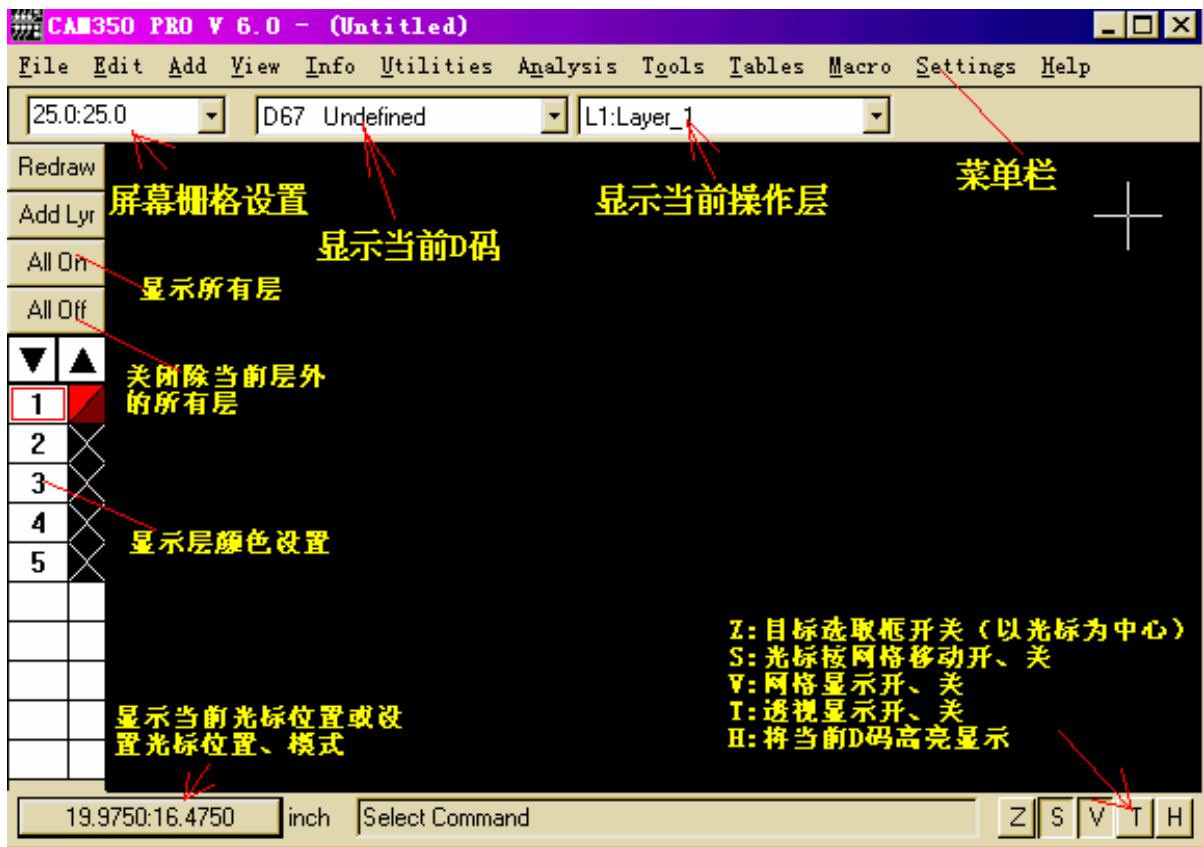 CAM350 PRO V 6.0 - (Untitled)
File Edit Add View Info Utilities Analysis Tools Tables Macro Settings Help
25.0:25.0 D67 Undefined L1:Layer_1
Redraw
菜单栏
屏幕栅格设置
显示当前操作层
Add Lyr
显示当前D码
All On
显示所有层
All Off
关闭除当前层外
的所有层
1
2
3
4
显示层颜色设置
5
Z:目标选取框开关（以光标为中心）
S:光标按网格移动开、关
V:网格显示开、关
T:透视显示开、关
H:将当前D码高亮显示
显示当前光标位置或设
置光标位置、模式
19.9750:16.4750 inch Select Command Z S V T H